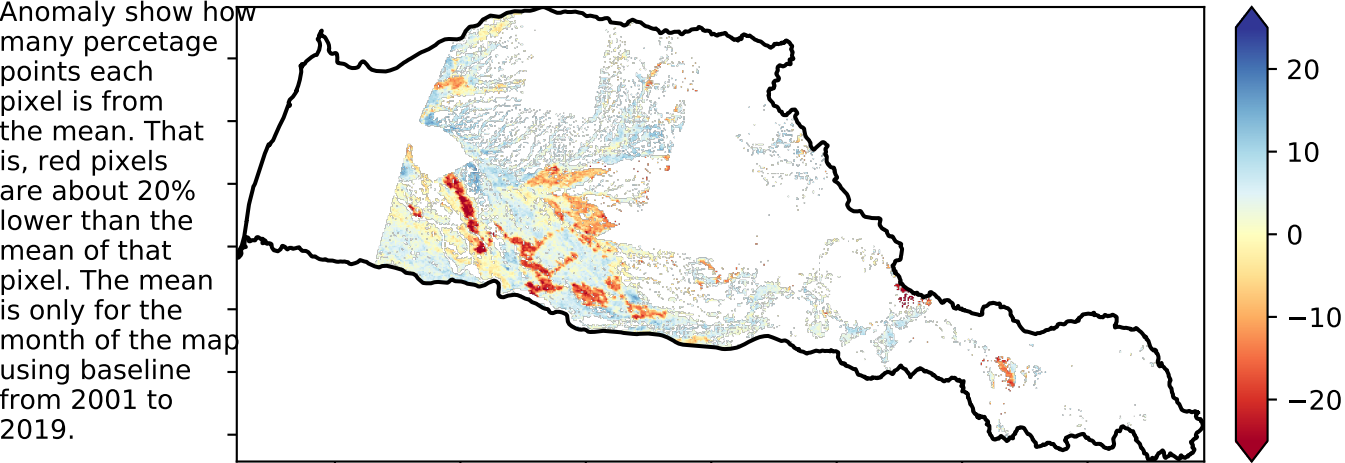 Anomaly show how
many percetage
points each
pixel is from
the mean. That
is, red pixels
are about 20%
lower than the
mean of that
pixel. The mean
is only for the
month of the map
using baseline
from 2001 to
2019.
20
10
0
−10
−20